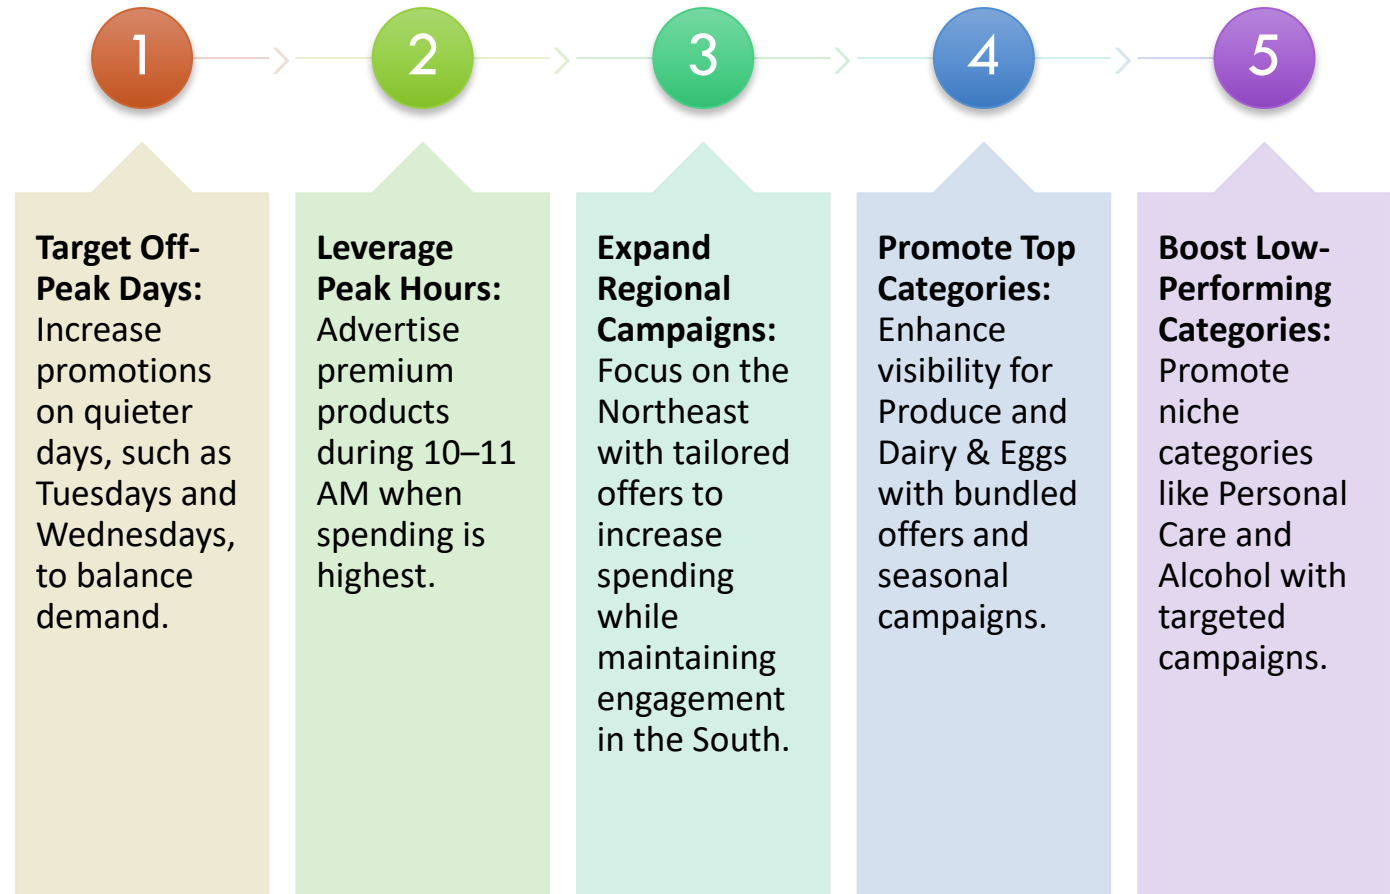 1
2
3
4
5
Target Off-
Peak Days:
Increase
promotions
on quieter
days, such as
Tuesdays and
Wednesdays,
to balance
demand.
Leverage
Peak Hours:
Advertise
premium
products
during 10–11
AM when
spending is
highest.
Expand
Regional
Campaigns:
Focus on the
Northeast
with tailored
offers to
increase
spending
while
maintaining
engagement
in the South.
Promote Top
Categories:
Enhance
visibility for
Produce and
Dairy & Eggs
with bundled
offers and
seasonal
campaigns.
Boost Low-
Performing
Categories:
Promote
niche
categories
like Personal
Care and
Alcohol with
targeted
campaigns.